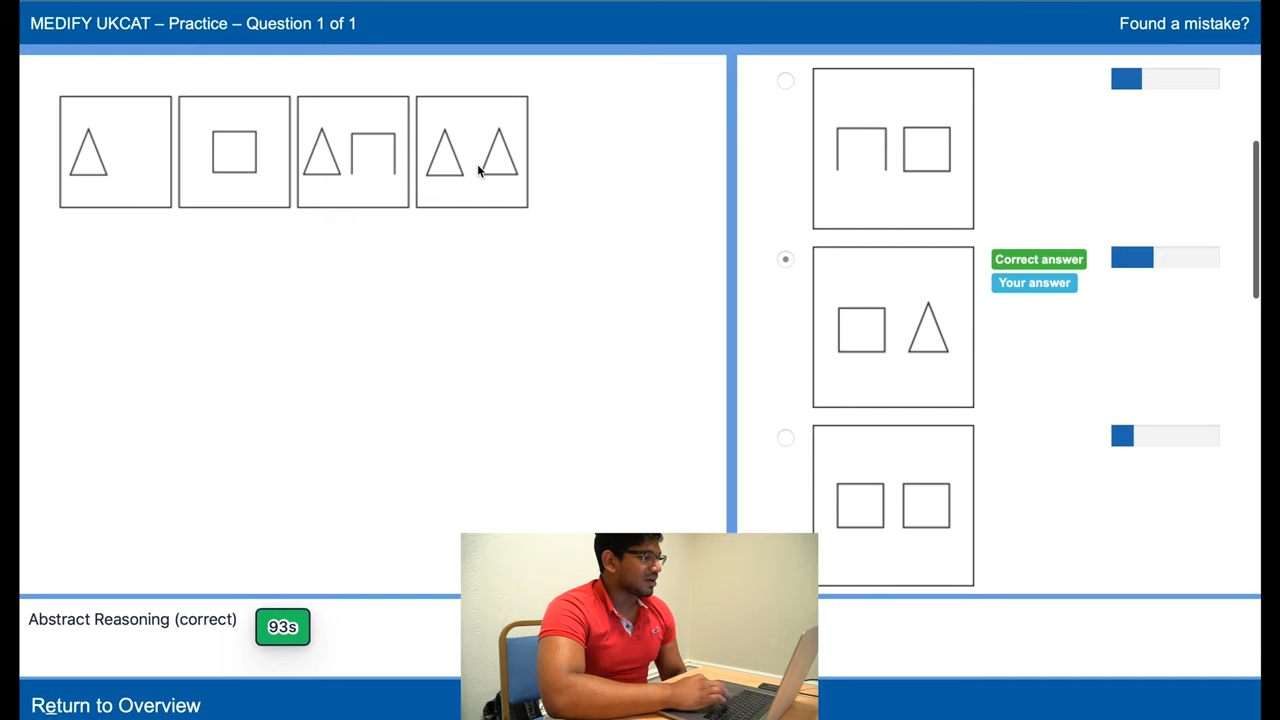 MEDIFY UKCAT – Practice – Question 1 of 1
Found a mistake?
Correct answer
Your answer
Abstract Reasoning (correct)
93s
Return to Overview